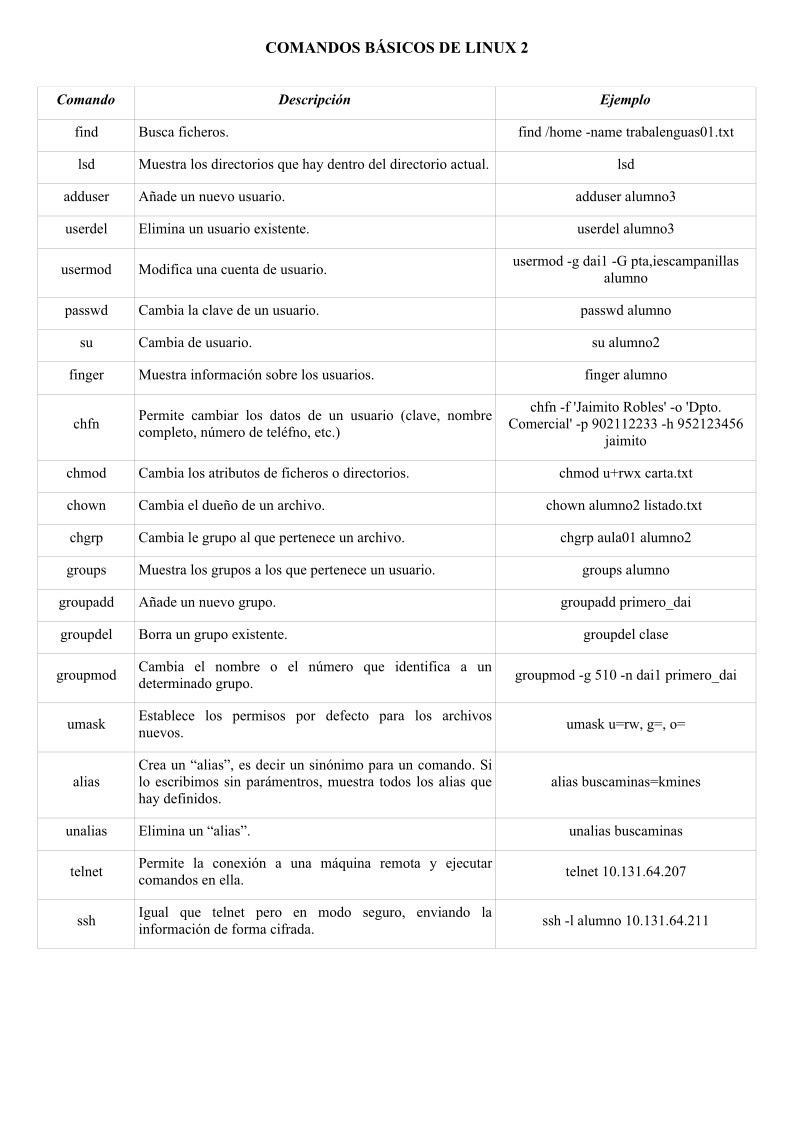 COMANDOS BÁSICOS DE LINUX 2
Comando Descripción Ejemplo
find Busca ficheros. find /home -name trabalenguas01.txt
lsd Muestra los directorios que hay dentro del directorio actual. lsd
adduser Añade un nuevo usuario. adduser alumno3
userdel Elimina un usuario existente. userdel alumno3
usermod Modifica una cuenta de usuario. usermod -g dai1 -G pta,iescampanillas
alumno
passwd Cambia la clave de un usuario. passwd alumno
su Cambia de usuario. su alumno2
finger Muestra información sobre los usuarios. finger alumno
chfn Permite cambiar los datos de un usuario (clave, nombre
completo, número de teléfno, etc.)
chfn -f 'Jaimito Robles' -o 'Dpto.
Comercial' -p 902112233 -h 952123456
jaimito
chmod Cambia los atributos de ficheros o directorios. chmod u+rwx carta.txt
chown Cambia el dueño de un archivo. chown alumno2 listado.txt
chgrp Cambia le grupo al que pertenece un archivo. chgrp aula01 alumno2
groups Muestra los grupos a los que pertenece un usuario. groups alumno
groupadd Añade un nuevo grupo. groupadd primero_dai
groupdel Borra un grupo existente. groupdel clase
groupmod Cambia el nombre o el número que identifica a un
determinado grupo.
groupmod -g 510 -n dai1 primero_dai
umask Establece los permisos por defecto para los archivos
nuevos.
umask u=rw, g=, o=
alias Crea un “alias”, es decir un sinónimo para un comando. Si
lo escribimos sin parámentros, muestra todos los alias que
hay definidos.
alias buscaminas=kmines
unalias Elimina un “alias”. unalias buscaminas
telnet Permite la conexión a una máquina remota y ejecutar
comandos en ella.
telnet 10.131.64.207
ssh Igual que telnet pero en modo seguro, enviando la
información de forma cifrada.
ssh -l alumno 10.131.64.211